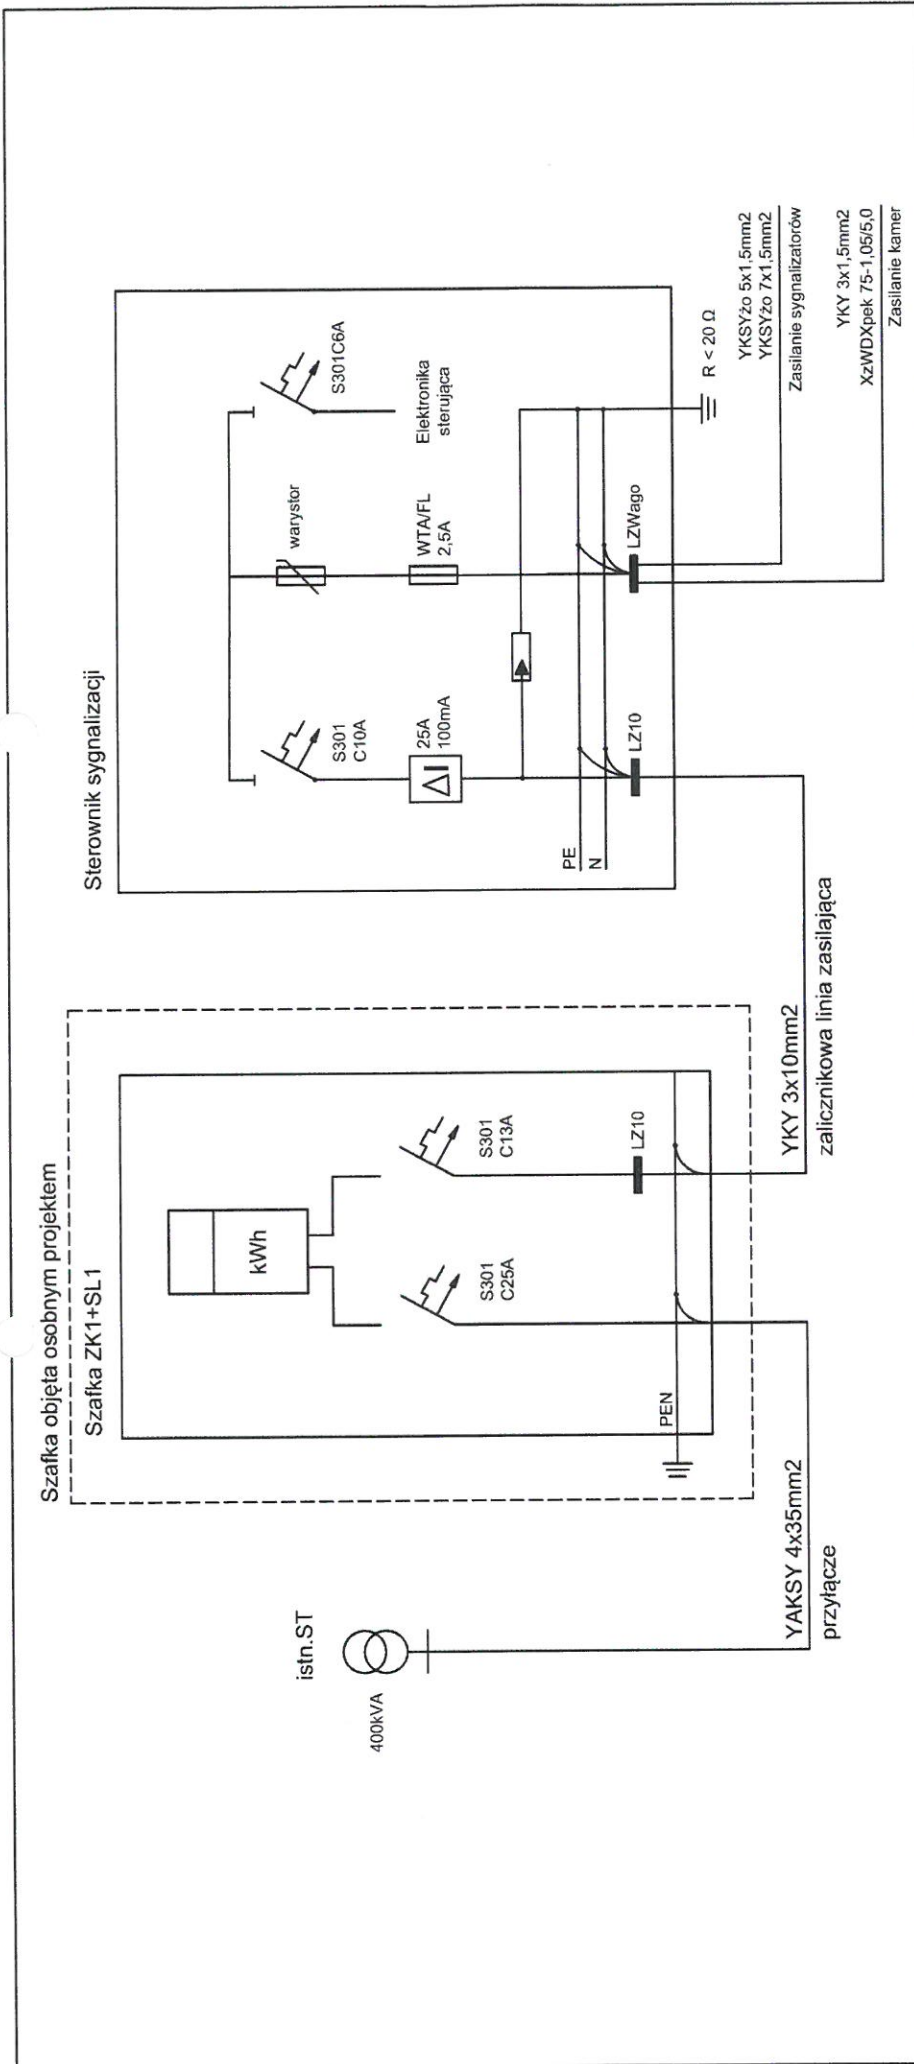 istn.ST
400kVA
YAKSY 4x35mm2
przyłącze
Szafka objęta osobnym projektem
Szafka ZK1+SL1
kWh
S301
C25A
S301
C13A
LZ10
PEN
YKY 3x10mm2
zalicznikowa linia zasilająca
Sterownik sygnalizacji
S301
C10A
25A
100mA
ΔI
PE
N
LZ10
warystor
WTA/FL
2,5A
LZWago
S301C6A
Elektronika
sterująca
R < 20 Ω
YKSYżo 5x1,5mm2
YKSYżo 7x1,5mm2
Zasilanie sygnalizatorów
YKY 3x1,5mm2
XzWDXpek 75-1,05/5,0
Zasilanie kamer